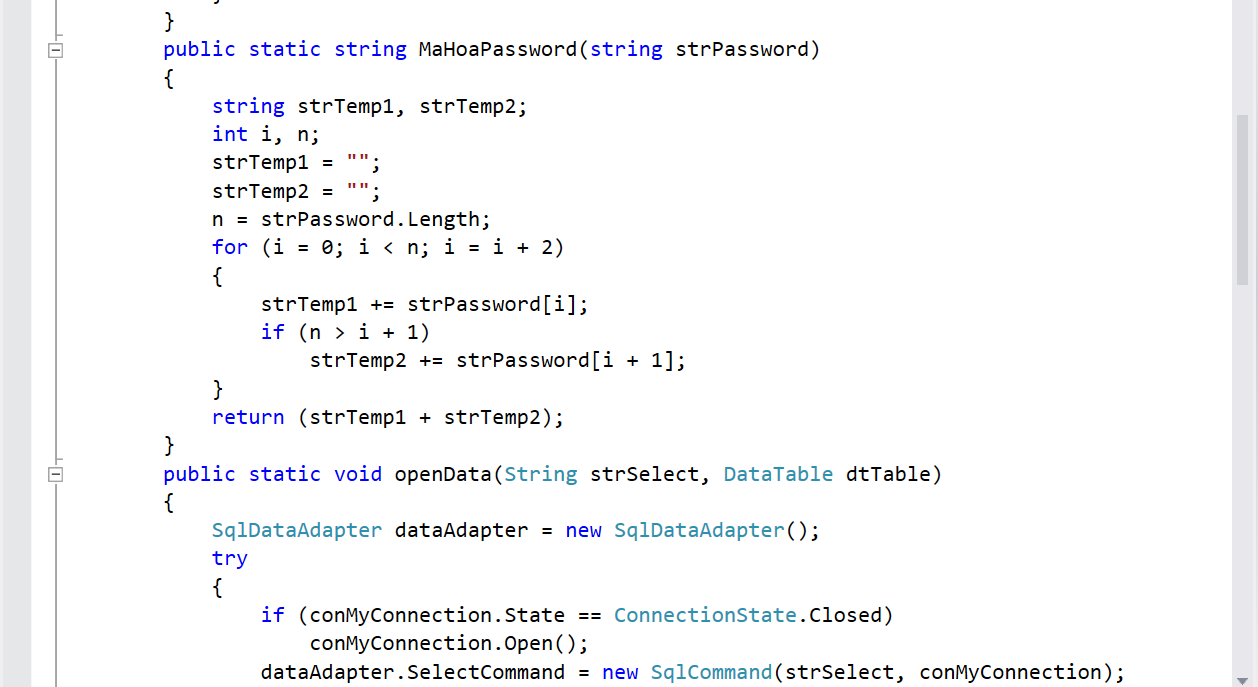 }
public static string MaHoaPassword(string strPassword)
{
string strTemp1, strTemp2;
int i, n;
strTemp1 = "";
strTemp2 = "";
n = strPassword.Length;
for (i = 0; i < n; i = i + 2)
{
strTemp1 += strPassword[i];
if (n > i + 1)
strTemp2 += strPassword[i + 1];
}
return (strTemp1 + strTemp2);
}
public static void openData(String strSelect, DataTable dtTable)
{
SqlDataAdapter dataAdapter = new SqlDataAdapter();
try
{
if (conMyConnection.State == ConnectionState.Closed)
conMyConnection.Open();
dataAdapter.SelectCommand = new SqlCommand(strSelect, conMyConnection);